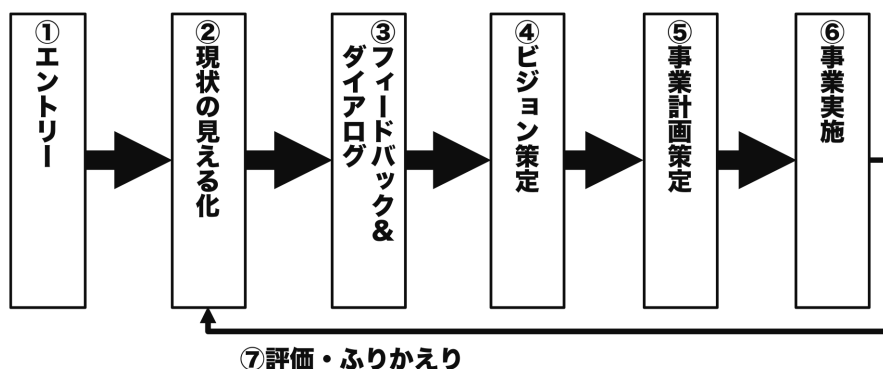 ①エントリー
②現状の見える化
③フィードバック&
ダイアログ
④ビジョン策定
⑤事業計画策定
⑥事業実施
⑦評価・ふりかえり